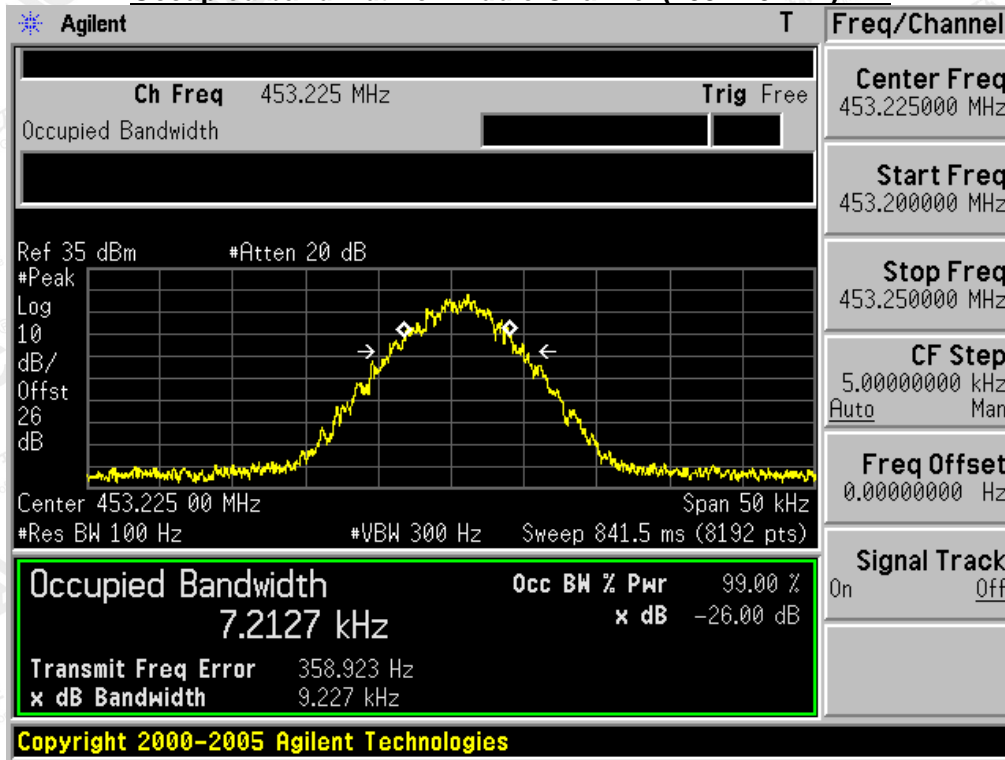 Agilent T
Freq/Channel
Ch Freq 453.225 MHz Trig Free
Occupied Bandwidth
Center Freq
453.225000 MHz
Start Freq
453.200000 MHz
Stop Freq
453.250000 MHz
CF Step
5.00000000 kHz
Auto Man
Freq Offset
0.00000000 Hz
Signal Track
On Off
Ref 35 dBm #Atten 20 dB
#Peak
Log
10
dB/
Offst
26
dB
Center 453.225 00 MHz Span 50 kHz
#Res BW 100 Hz #VBW 300 Hz Sweep 841.5 ms (8192 pts)
Occupied Bandwidth
7.2127 kHz
Occ BW % Pwr 99.00 %
x dB -26.00 dB
Transmit Freq Error 358.923 Hz
x dB Bandwidth 9.227 kHz
Copyright 2000-2005 Agilent Technologies